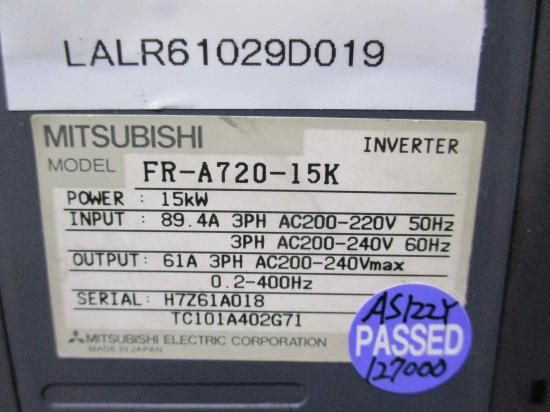 LALR61029D019
MITSUBISHI INVERTER
MODEL FR-A720-15K
POWER : 15kW
INPUT : 89.4A 3PH AC200-220V 50Hz
3PH AC200-240V 60Hz
OUTPUT: 61A 3PH AC200-240Vmax
0.2-400Hz
SERIAL: H7Z61A018
TC101A402G71
MITSUBISHI ELECTRIC CORPORATION
MADE IN JAPAN
AS122Y
PASSED
127000